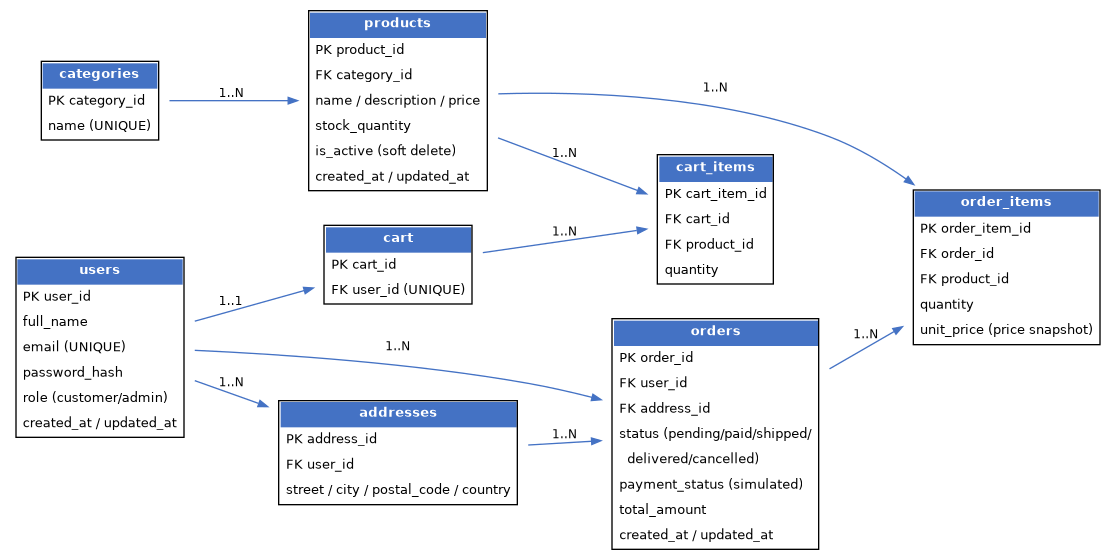 categories
PK category_id
name (UNIQUE)
1..N
products
PK product_id
FK category_id
name / description / price
stock_quantity
is_active (soft delete)
created_at / updated_at
1..N
1..N
users
PK user_id
full_name
email (UNIQUE)
password_hash
role (customer/admin)
created_at / updated_at
1..1
1..N
1..N
cart
PK cart_id
FK user_id (UNIQUE)
1..N
cart_items
PK cart_item_id
FK cart_id
FK product_id
quantity
addresses
PK address_id
FK user_id
street / city / postal_code / country
1..N
orders
PK order_id
FK user_id
FK address_id
status (pending/paid/shipped/
delivered/cancelled)
payment_status (simulated)
total_amount
created_at / updated_at
1..N
order_items
PK order_item_id
FK order_id
FK product_id
quantity
unit_price (price snapshot)